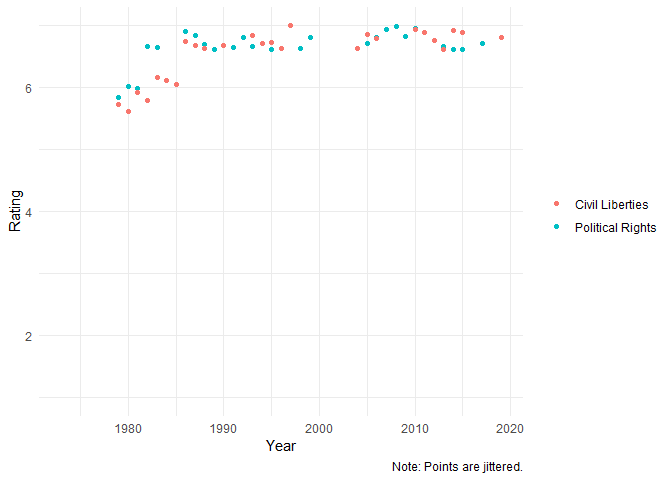 6
4
2
Rating
1980 1990 2000 2010 2020
Year
Civil Liberties
Political Rights
Note: Points are jittered.